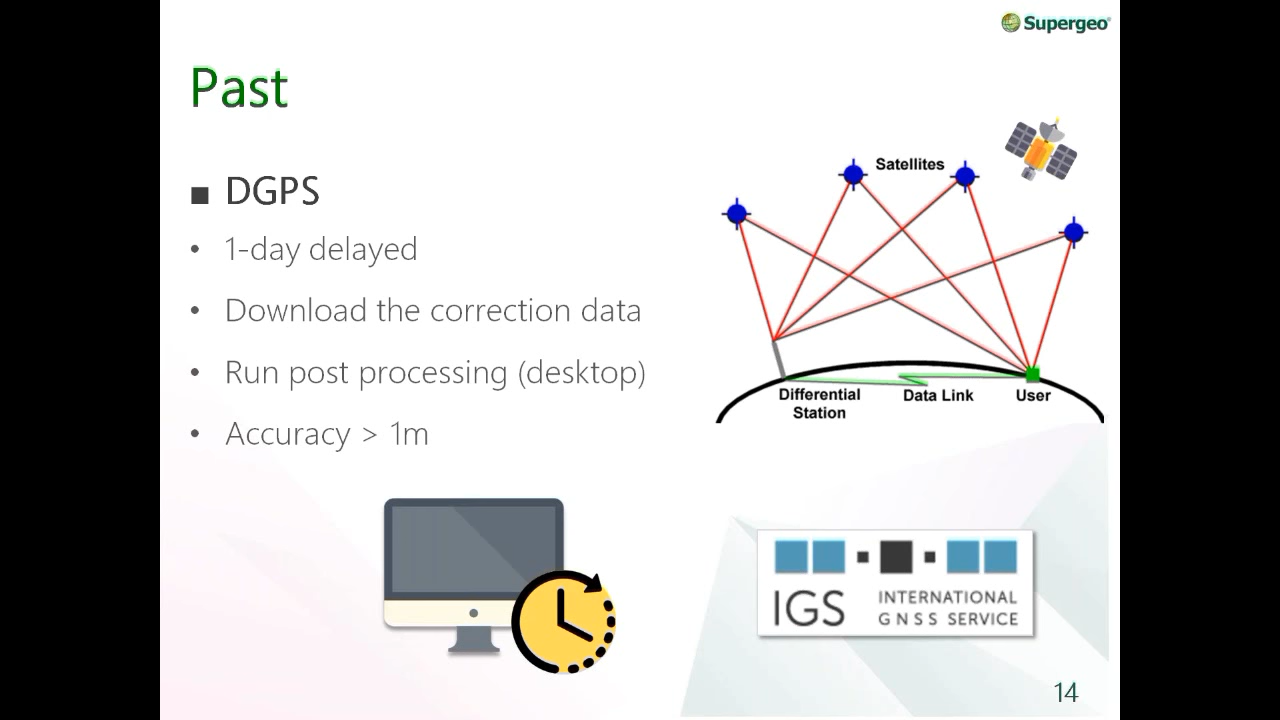 Supergeo
Past
■ DGPS
• 1-day delayed
• Download the correction data
• Run post processing (desktop)
• Accuracy > 1m
Satellites
Differential
Station
Data Link
User
IGS
INTERNATIONAL
GNSS SERVICE
14